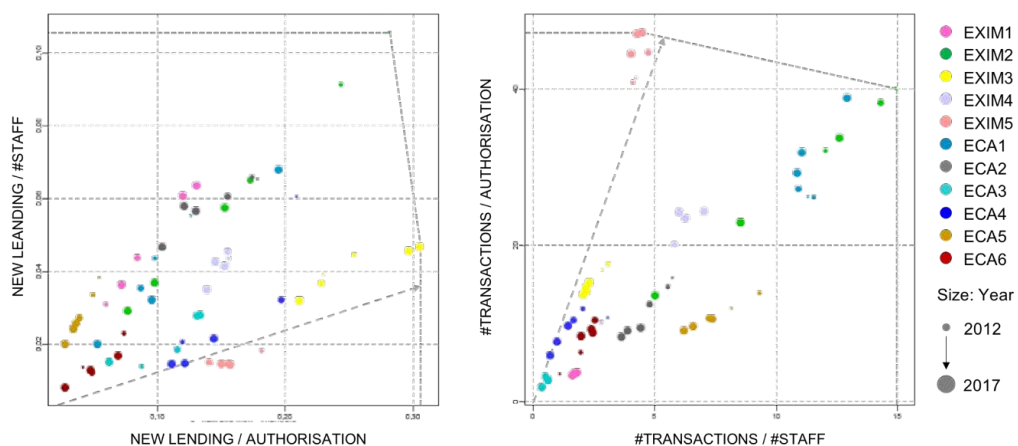 NEW LEANDING / #STAFF
0,10
0,08
0,06
0,04
0,02
0,10
0,20
0,30
NEW LENDING / AUTHORISATION
#TRANSACTIONS / AUTHORISATION
40
20
0
0
5
10
15
#TRANSACTIONS / #STAFF
EXIM1
EXIM2
EXIM3
EXIM4
EXIM5
ECA1
ECA2
ECA3
ECA4
ECA5
ECA6
Size: Year
2012
2017